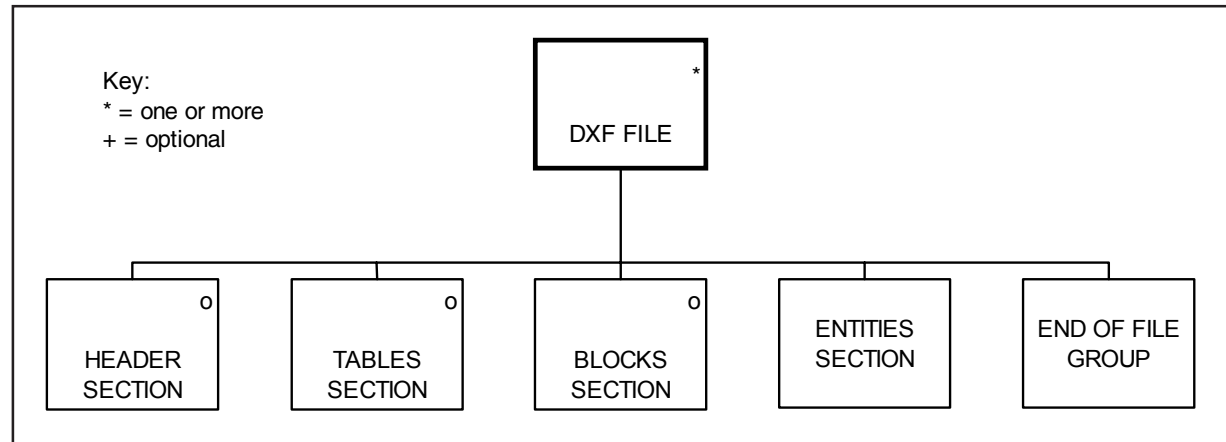 Key:
* = one or more
+ = optional
*
DXF FILE
o
HEADER
SECTION
o
TABLES
SECTION
o
BLOCKS
SECTION
ENTITIES
SECTION
END OF FILE
GROUP